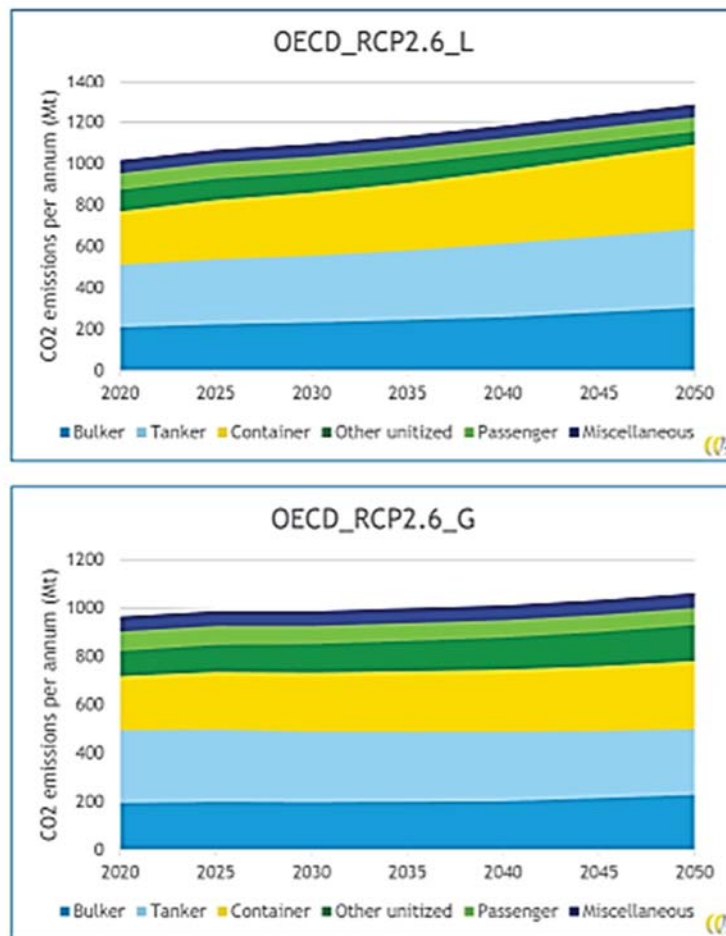 OECD_RCP2.6_L
CO2 emissions per annum (Mt)
1400
1200
1000
800
600
400
200
0
2020 2025 2030 2035 2040 2045 2050
Bulker Tanker Container Other unitized Passenger Miscellaneous
OECD_RCP2.6_G
CO2 emissions per annum (Mt)
1200
1000
800
600
400
200
0
2020 2025 2030 2035 2040 2045 2050
Bulker Tanker Container Other unitized Passenger Miscellaneous